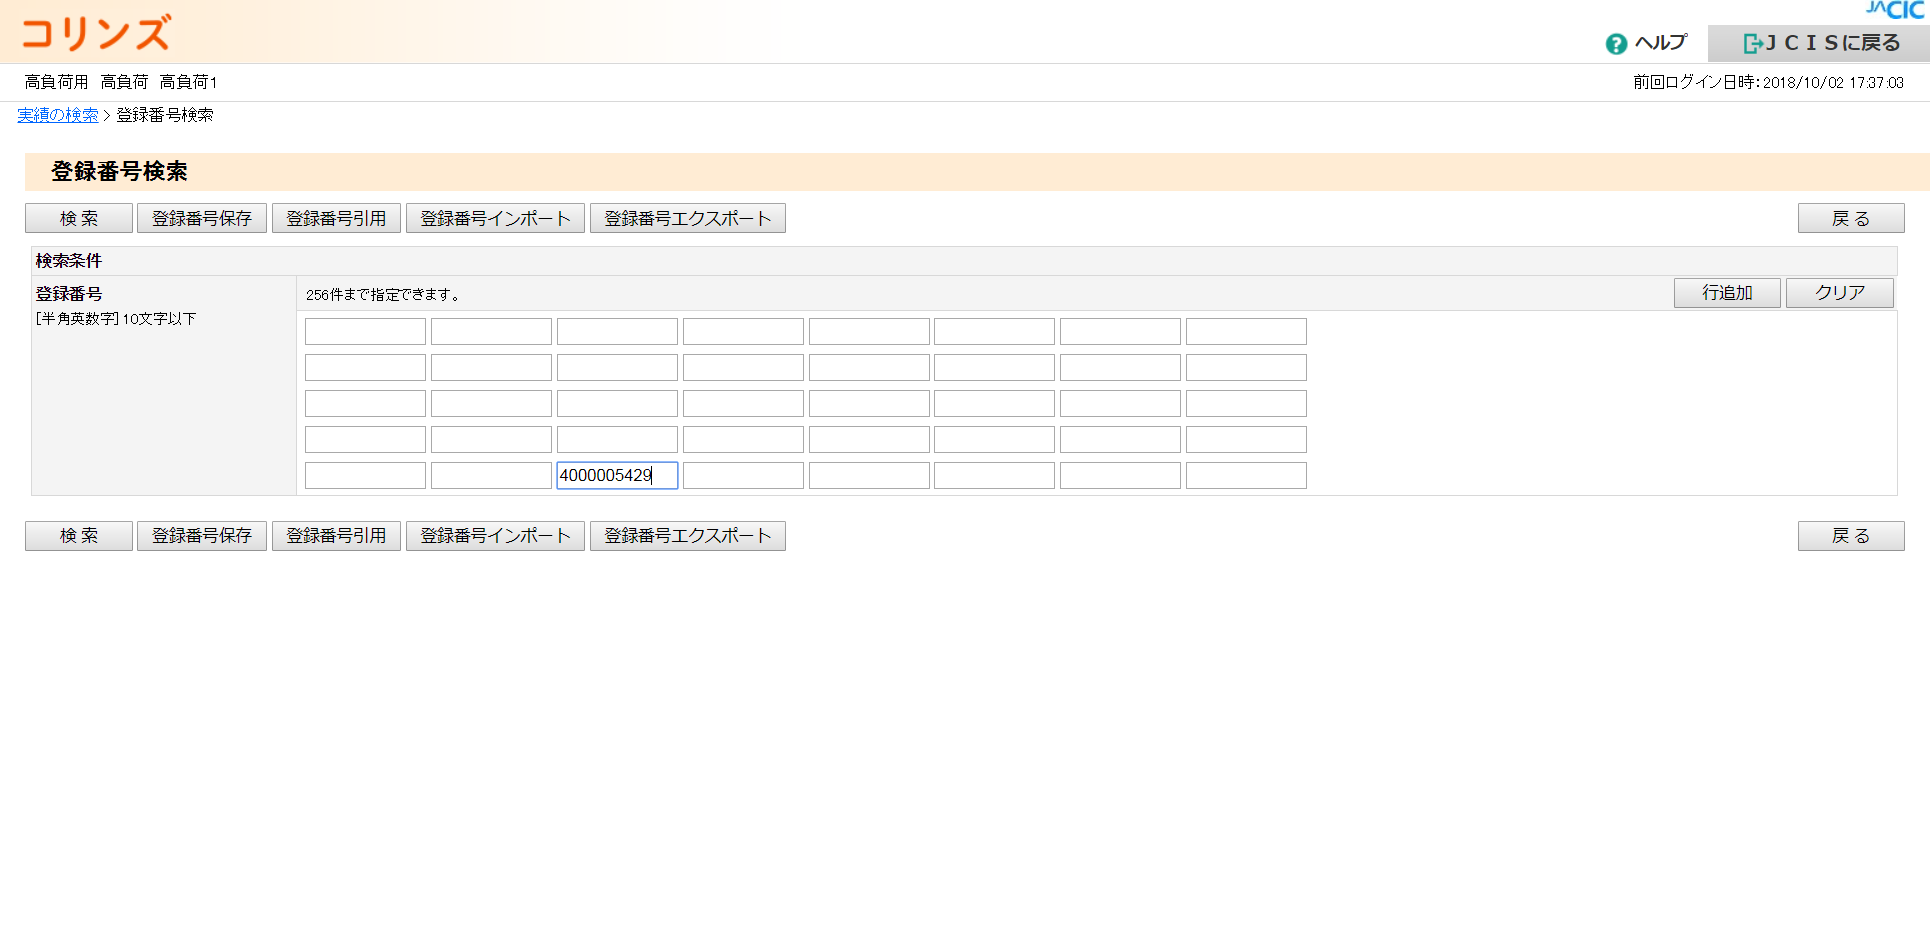 JACIC
コリンズ
? ヘルプ ＪＣＩＳに戻る
高負荷用 高負荷 高負荷1 前回ログイン日時：2018/10/02 17:37:03
実績の検索 > 登録番号検索
登録番号検索
検 索 登録番号保存 登録番号引用 登録番号インポート 登録番号エクスポート 戻 る
検索条件
登録番号 256件まで指定できます。 行追加 クリア
[半角英数字] 10文字以下
4000005429
検 索 登録番号保存 登録番号引用 登録番号インポート 登録番号エクスポート 戻 る